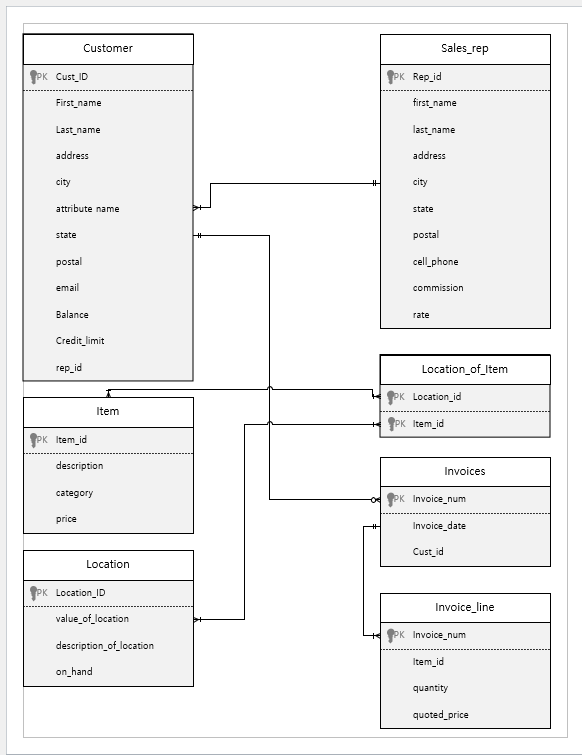 Customer
PK Cust_ID
First_name
Last_name
address
city
attribute name
state
postal
email
Balance
Credit_limit
rep_id
Sales_rep
PK Rep_id
first_name
last_name
address
city
state
postal
cell_phone
commission
rate
Location_of_Item
PK Location_id
PK Item_id
Item
PK Item_id
description
category
price
Invoices
PK Invoice_num
Invoice_date
Cust_id
Location
PK Location_ID
value_of_location
description_of_location
on_hand
Invoice_line
PK Invoice_num
Item_id
quantity
quoted_price